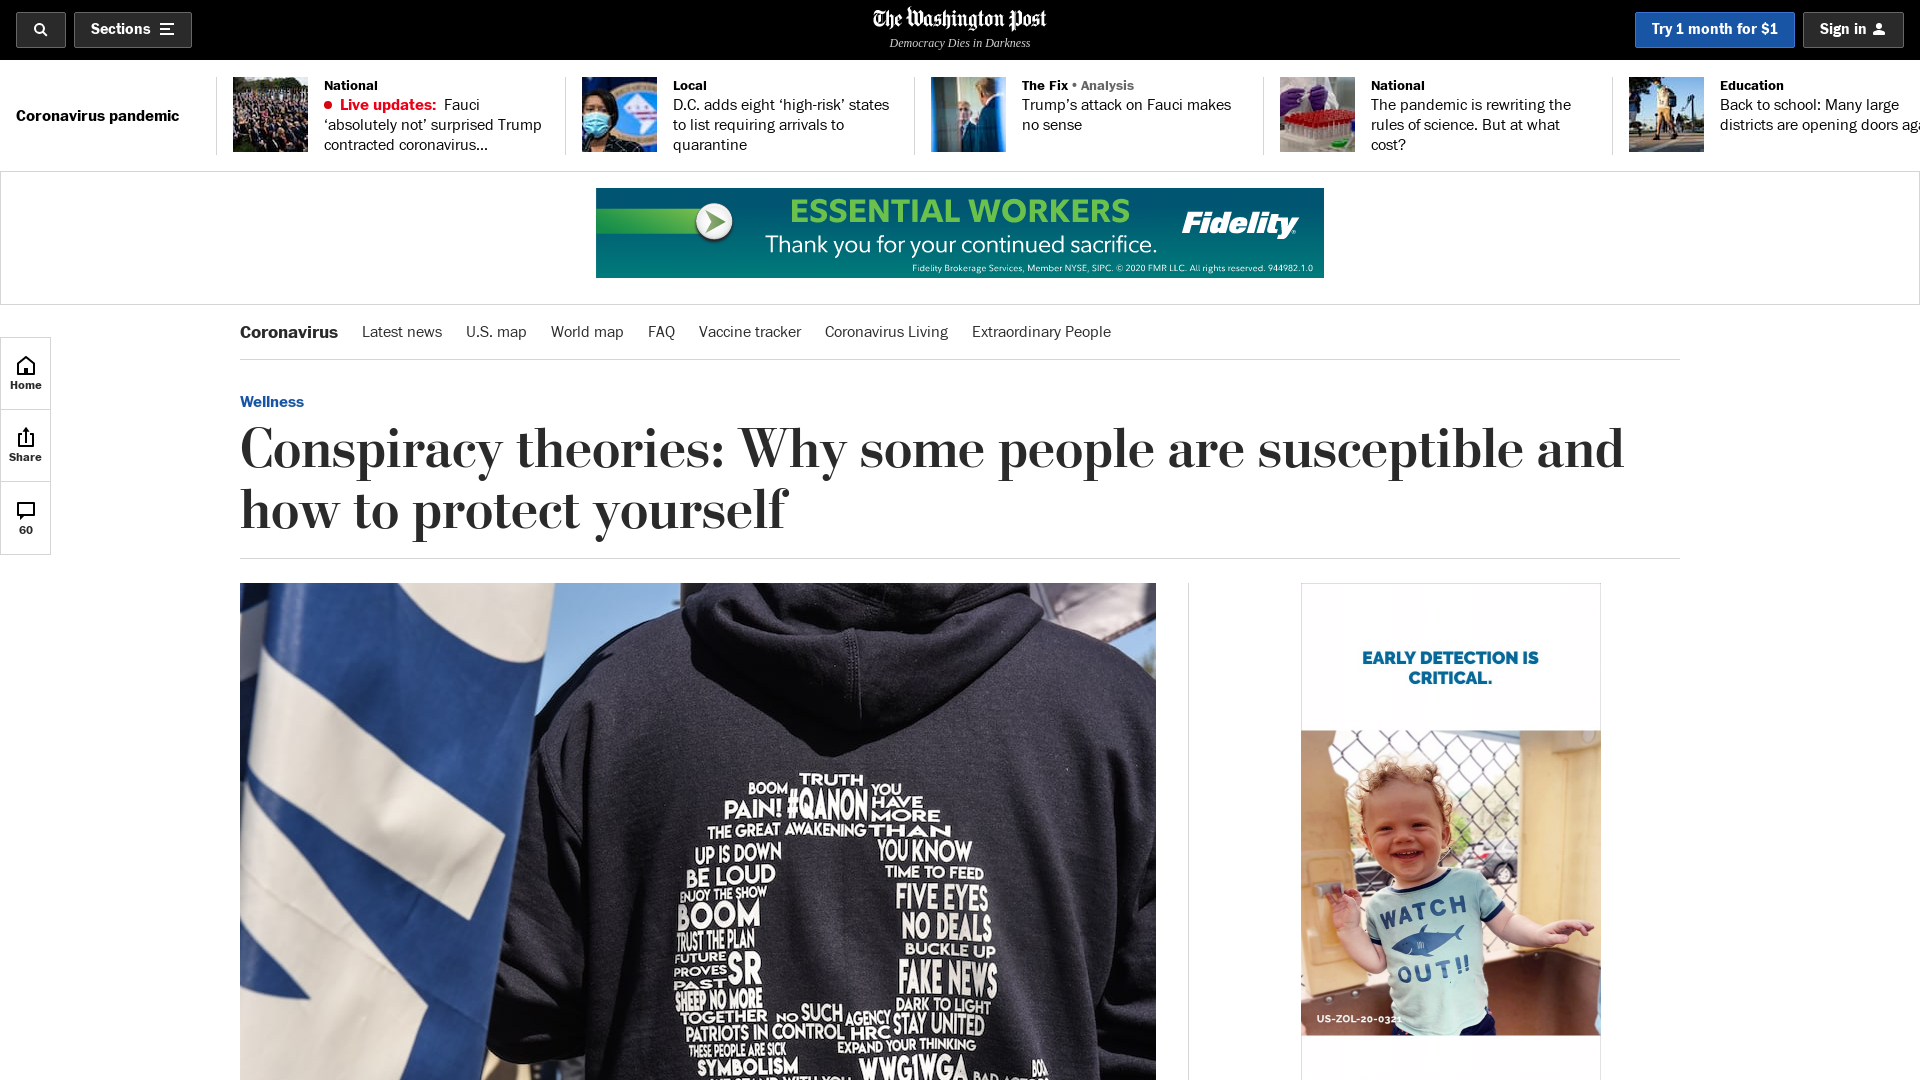 Sections
The Washington Post
Democracy Dies in Darkness
Try 1 month for $1
Sign in
Coronavirus pandemic
National
Live updates: Fauci
‘absolutely not’ surprised Trump
contracted coronavirus...
Local
D.C. adds eight ‘high-risk’ states
to list requiring arrivals to
quarantine
The Fix • Analysis
Trump’s attack on Fauci makes
no sense
National
The pandemic is rewriting the
rules of science. But at what
cost?
Education
Back to school: Many large
districts are opening doors aga
ESSENTIAL WORKERS
Thank you for your continued sacrifice.
Fidelity
Fidelity Brokerage Services, Member NYSE, SIPC. © 2020 FMR LLC. All rights reserved. 944982.1.0
Coronavirus Latest news U.S. map World map FAQ Vaccine tracker Coronavirus Living Extraordinary People
Home
Share
60
Wellness
Conspiracy theories: Why some people are susceptible and
how to protect yourself
TRUTH
BOOM #QANON YOU
PAIN! HAVE
MORE
THE GREAT AWAKENING THAN
UP IS DOWN YOU KNOW
BE LOUD TIME TO FEED
ENJOY THE SHOW FIVE EYES
BOOM NO DEALS
TRUST THE PLAN BUCKLE UP
FUTURE
PROVES SR FAKE NEWS
PAST
SHEEP NO MORE DARK TO LIGHT
TOGETHER NO SUCH AGENCY STAY UNITED
PATRIOTS IN CONTROL HRC
THESE PEOPLE ARE SICK EXPAND YOUR THINKING
SYMBOLISM WWG1WGA
EARLY DETECTION IS
CRITICAL.
WATCH
OUT!!
US-ZOL-20-0321